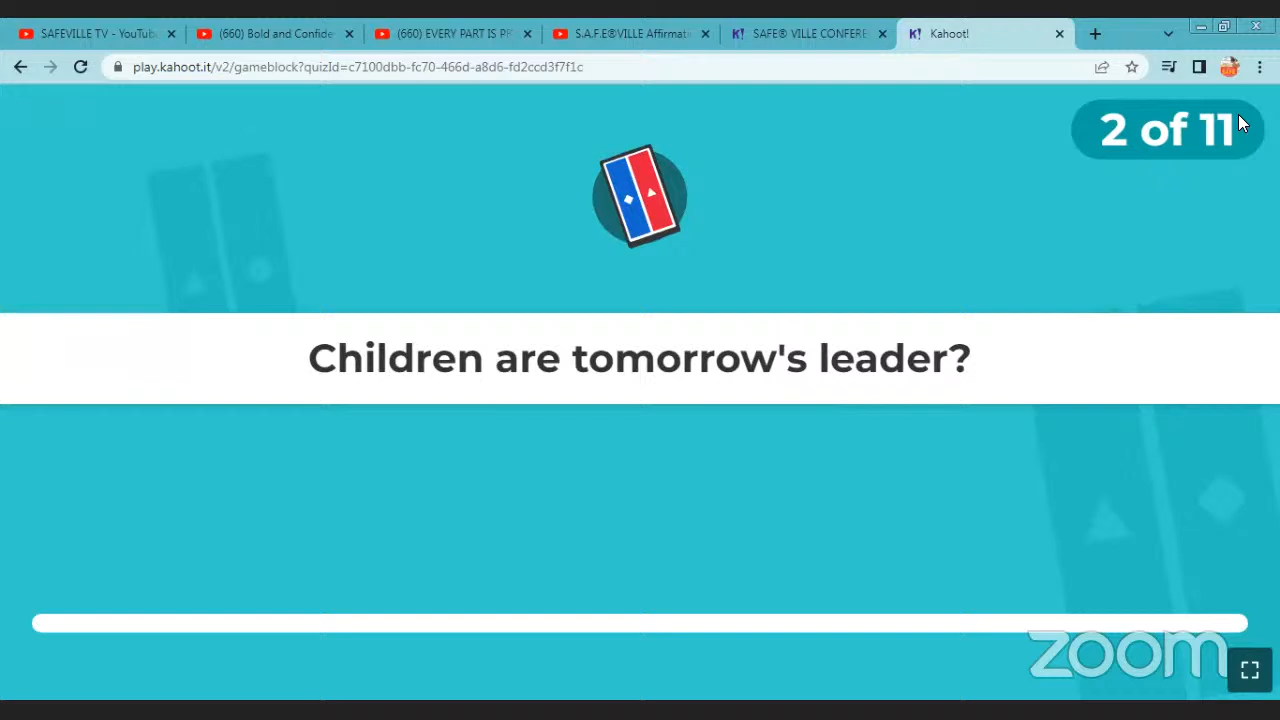 SAFEVILLE TV - YouTub
(660) Bold and Confide
(660) EVERY PART IS PR
S.A.F.E®VILLE Affirmati
K! SAFE® VILLE CONFERE
K! Kahoot!
play.kahoot.it/v2/gameblock?quizId=c7100dbb-fc70-466d-a8d6-fd2ccd3f7f1c
2 of 11
Children are tomorrow's leader?
zoom